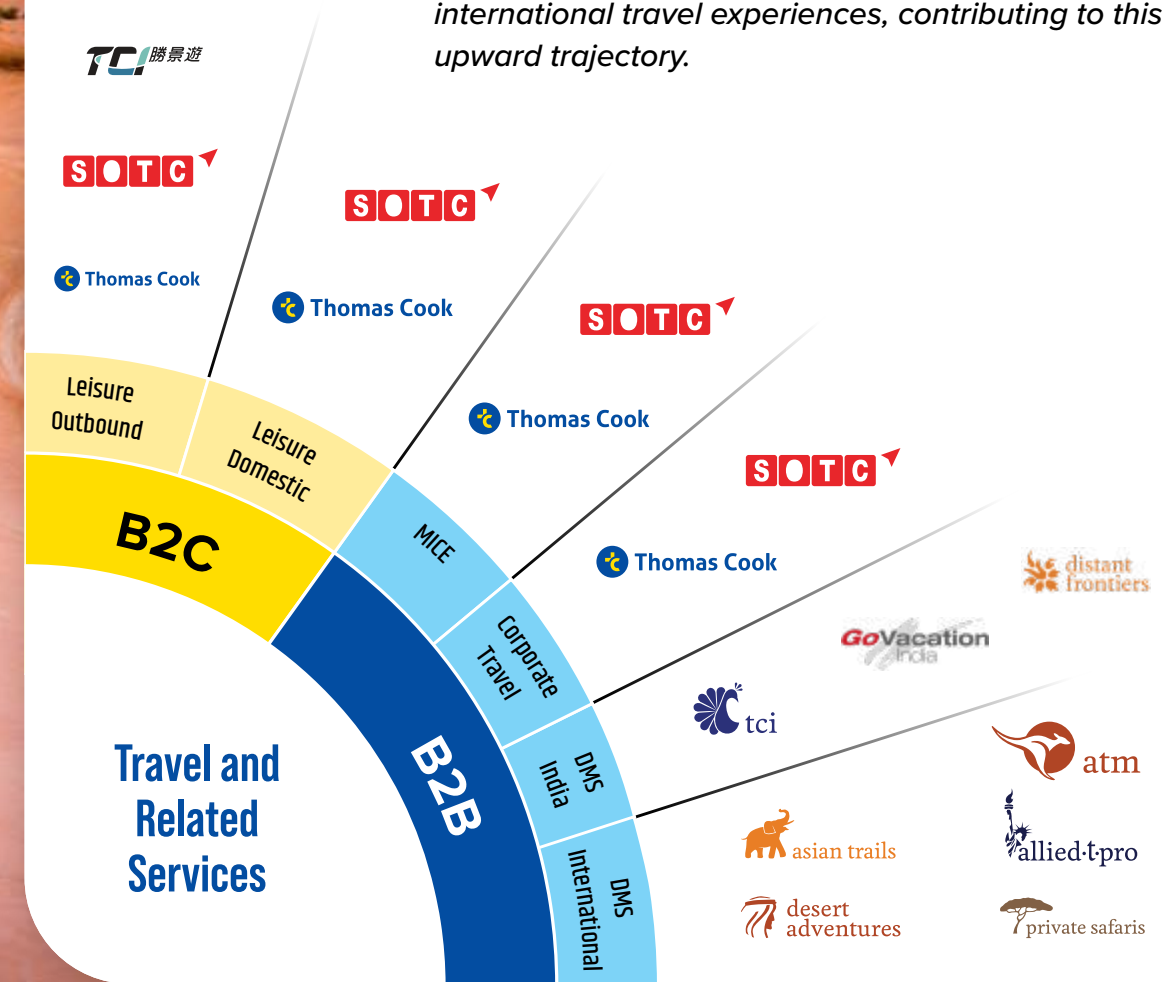 international travel experiences, contributing to this
upward trajectory.
TCI 勝景遊
SOTC
Thomas Cook
SOTC
Thomas Cook
SOTC
Thomas Cook
SOTC
Thomas Cook
distant
frontiers
GoVacation
India
tci
atm
asian trails
allied·t·pro
desert
adventures
private safaris
Leisure
Outbound
Leisure
Domestic
MICE
Corporate
Travel
DMS
India
DMS
International
B2C
B2B
Travel and
Related
Services